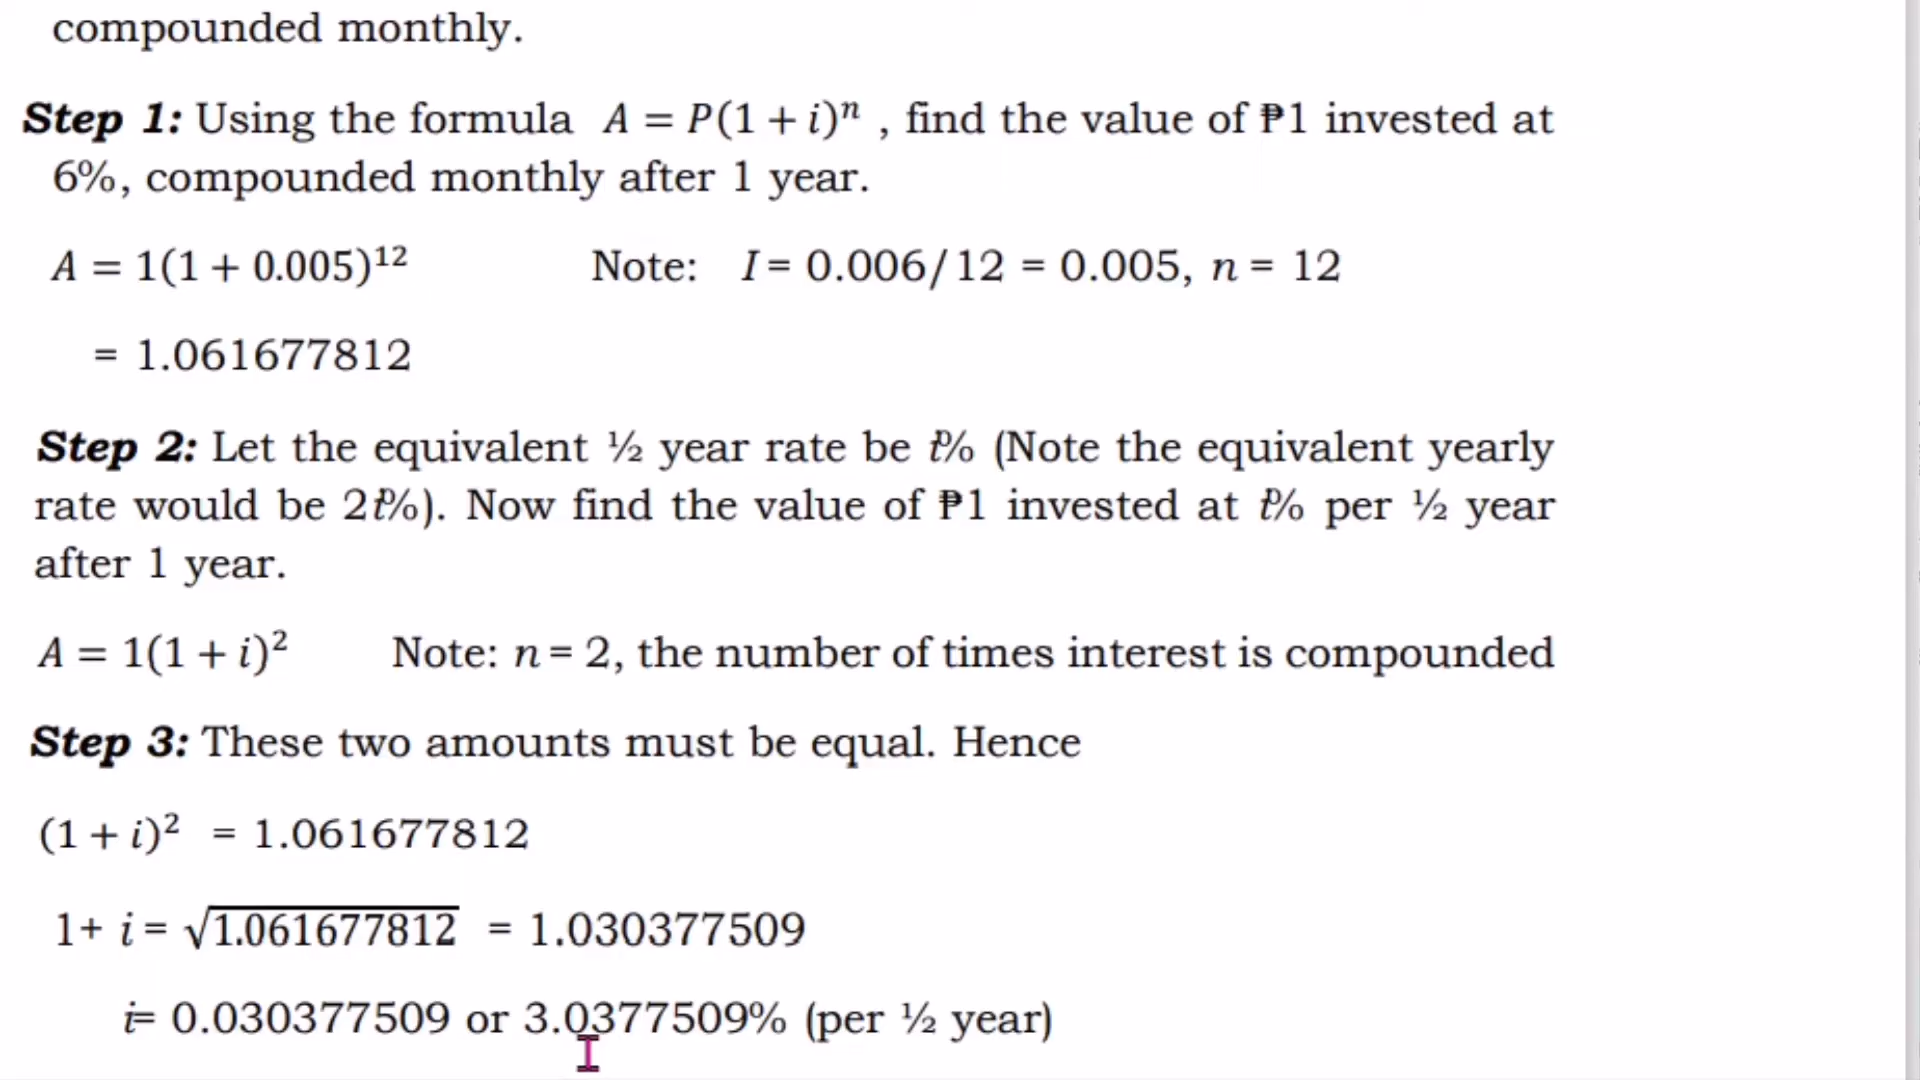 compounded monthly.
Step 1: Using the formula A = P(1 + i)ⁿ , find the value of ₱1 invested at
6%, compounded monthly after 1 year.
A = 1(1 + 0.005)¹² Note: I = 0.006/12 = 0.005, n = 12
= 1.061677812
Step 2: Let the equivalent ½ year rate be i% (Note the equivalent yearly
rate would be 2i%). Now find the value of ₱1 invested at i% per ½ year
after 1 year.
A = 1(1 + i)² Note: n = 2, the number of times interest is compounded
Step 3: These two amounts must be equal. Hence
(1 + i)² = 1.061677812
1+ i = √1.061677812 = 1.030377509
i= 0.030377509 or 3.0377509% (per ½ year)